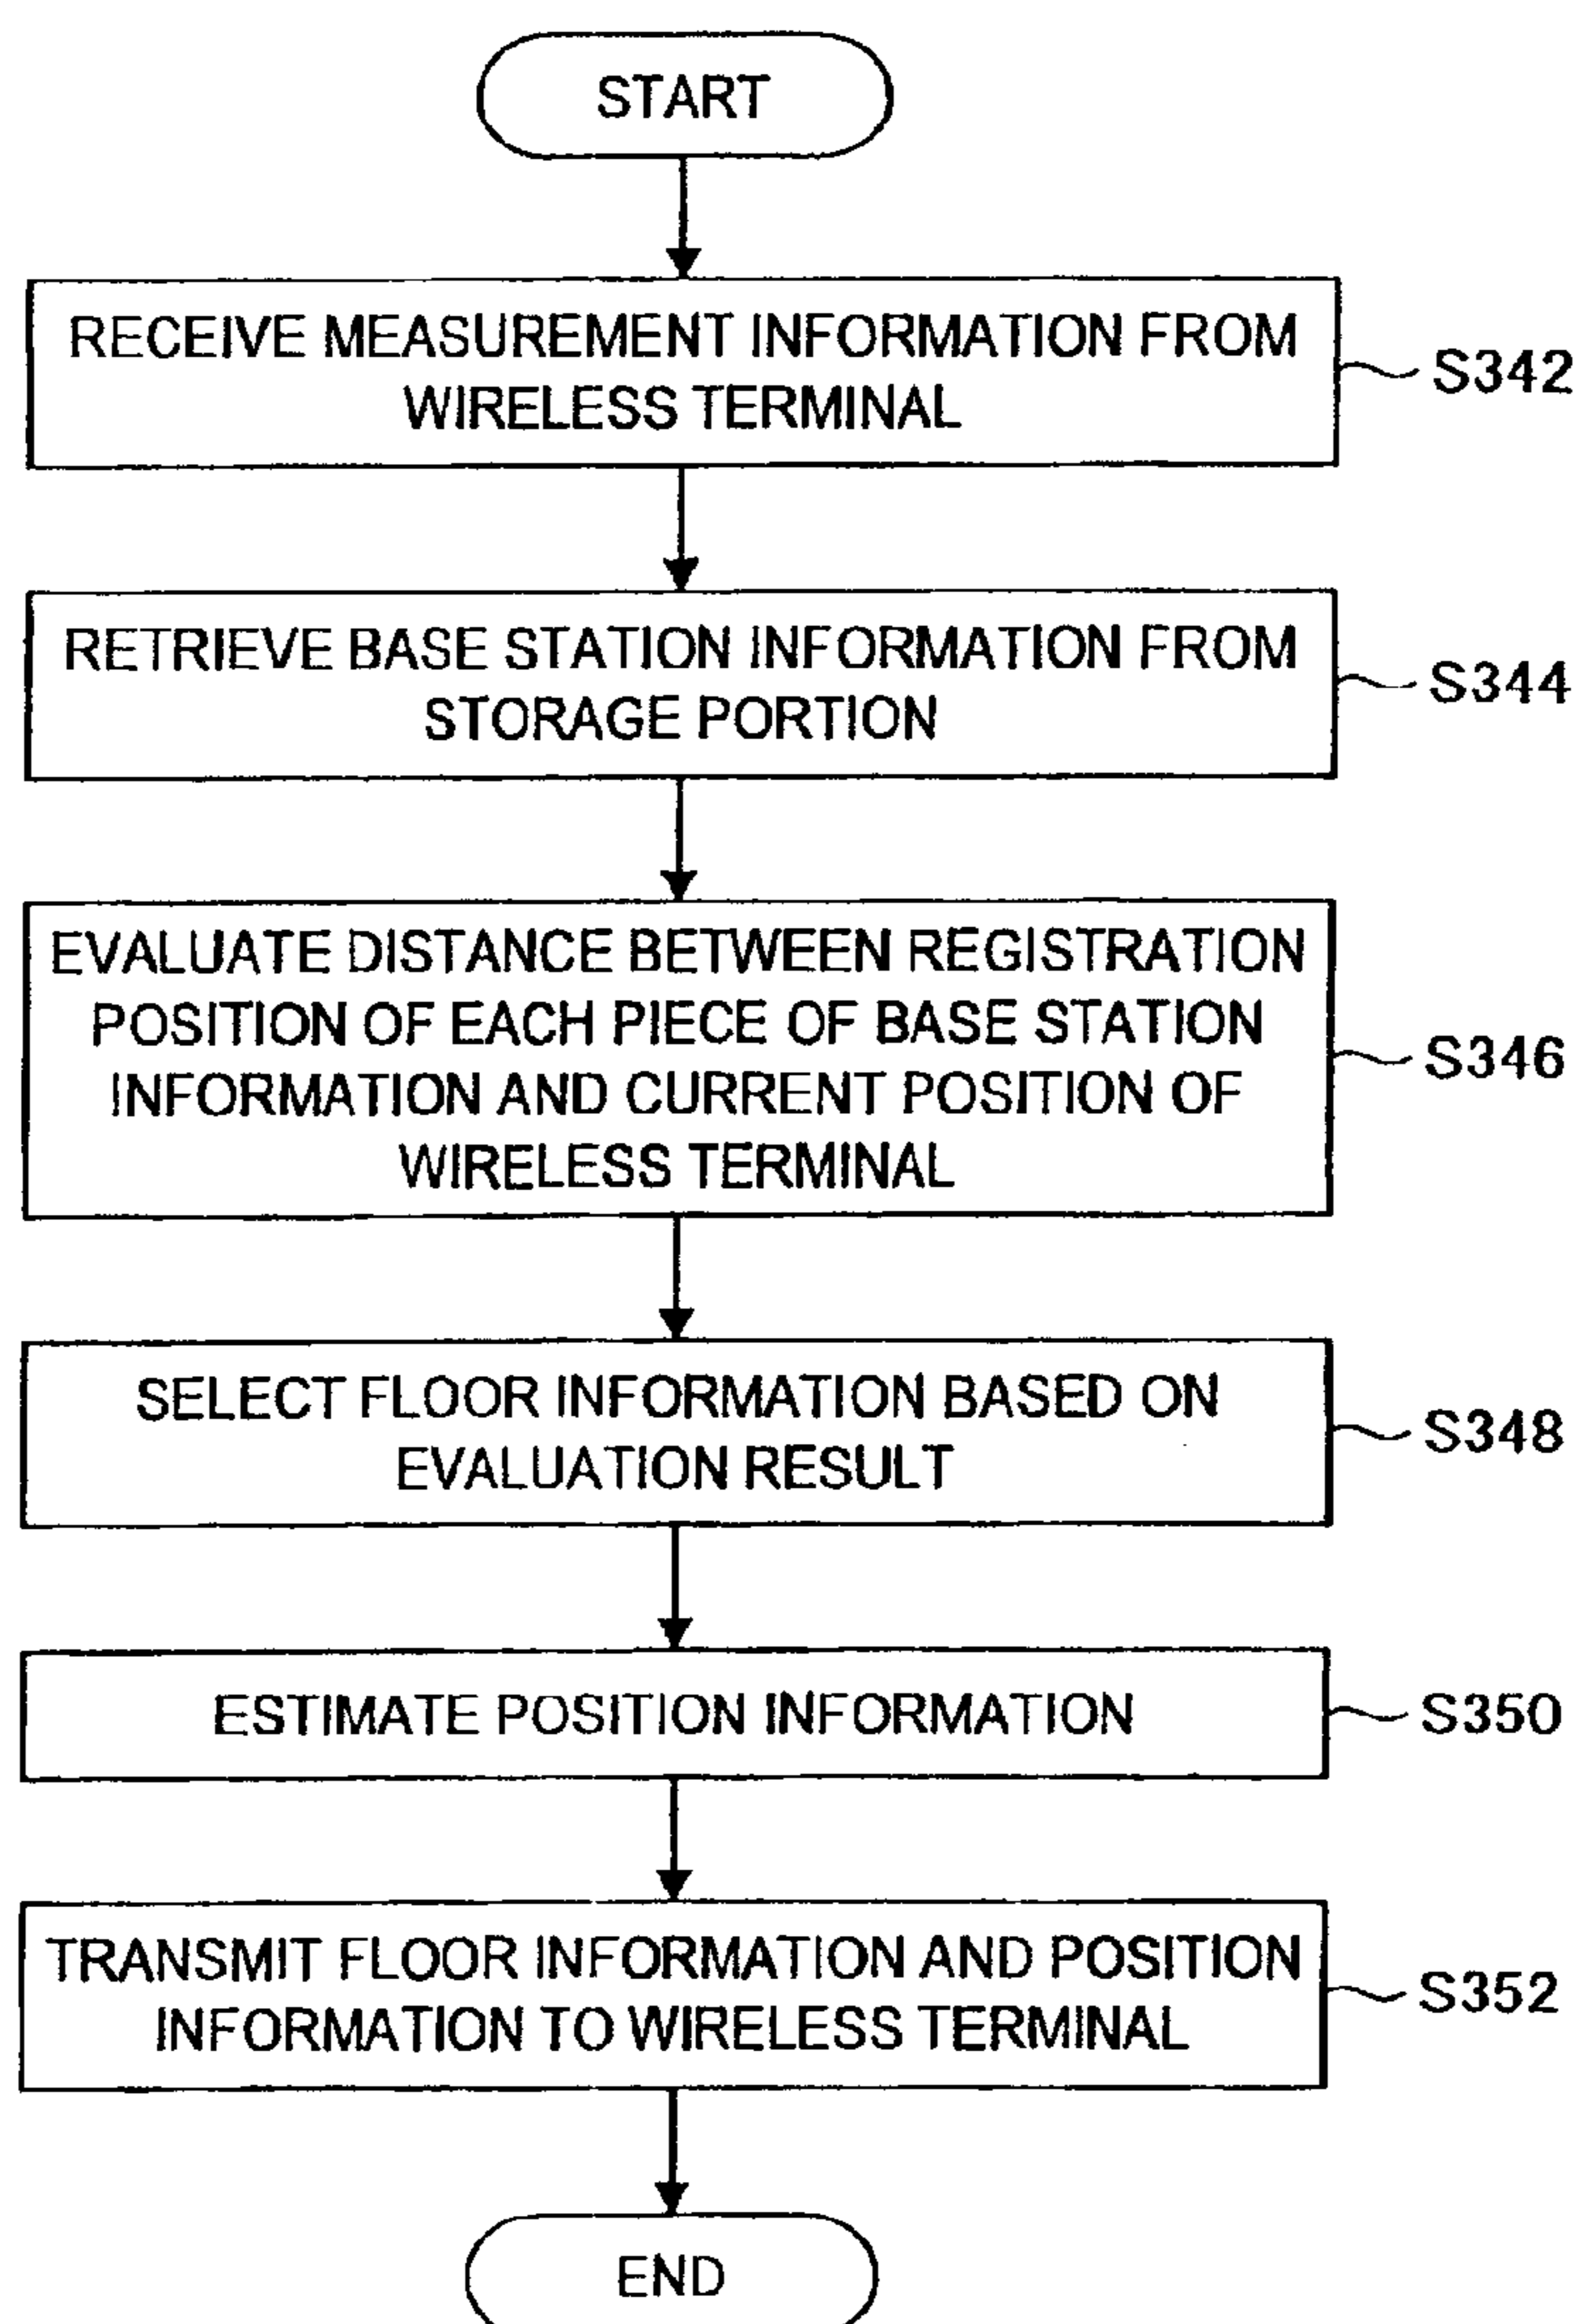 START
RECEIVE MEASUREMENT INFORMATION FROM
WIRELESS TERMINAL
S342
RETRIEVE BASE STATION INFORMATION FROM
STORAGE PORTION
S344
EVALUATE DISTANCE BETWEEN REGISTRATION
POSITION OF EACH PIECE OF BASE STATION
INFORMATION AND CURRENT POSITION OF
WIRELESS TERMINAL
S346
SELECT FLOOR INFORMATION BASED ON
EVALUATION RESULT
S348
ESTIMATE POSITION INFORMATION
S350
TRANSMIT FLOOR INFORMATION AND POSITION
INFORMATION TO WIRELESS TERMINAL
S352
END